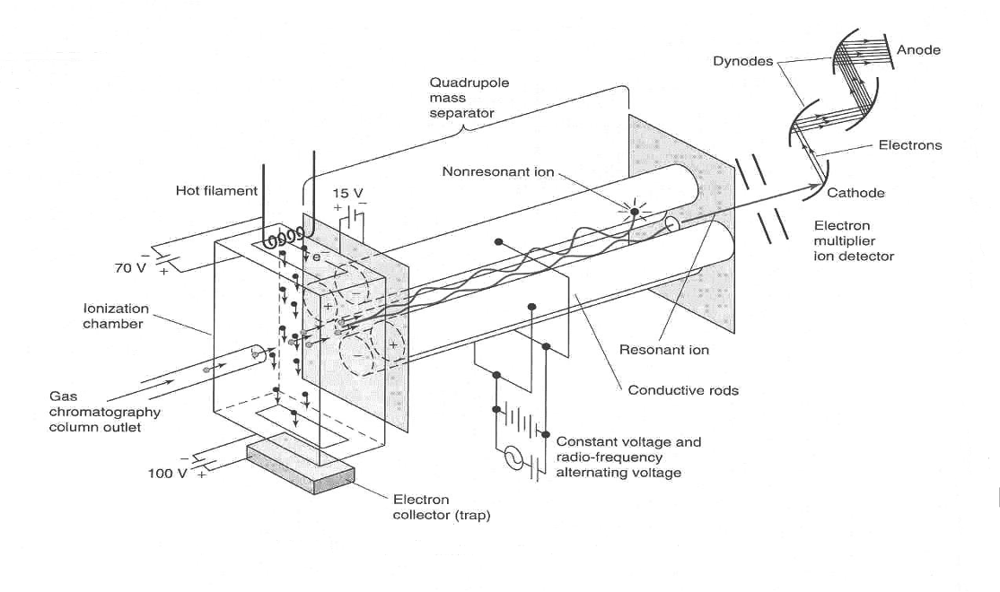 Dynodes
Anode
Quadrupole
mass
separator
Electrons
Nonresonant ion
Hot filament
15 V
+ −
Cathode
Electron
multiplier
ion detector
− 
70 V
+
e−
−
+
+
−
Ionization
chamber
Resonant ion
Conductive rods
Gas
chromatography
column outlet
Constant voltage and
radio-frequency
alternating voltage
−
100 V +
Electron
collector (trap)